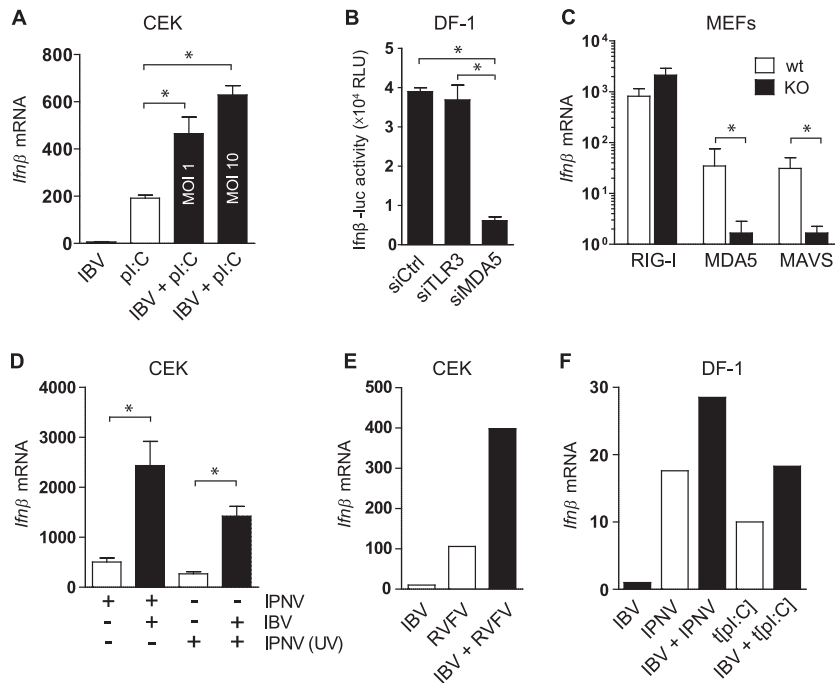 A
CEK
Ifnβ mRNA
800
600
400
200
0
*
*
MOI 1
MOI 10
IBV
pI:C
IBV + pI:C
IBV + pI:C
B
DF-1
Ifnβ -luc activity (×10⁴ RLU)
5
4
3
2
1
0
*
*
siCtrl
siTLR3
siMDA5
C
MEFs
Ifnβ mRNA
10⁴
10³
10²
10¹
10⁰
wt
KO
*
*
RIG-I
MDA5
MAVS
D
CEK
Ifnβ mRNA
4000
3000
2000
1000
0
*
*
+ + - - IPNV
- + - + IBV
- - + + IPNV (UV)
E
CEK
Ifnβ mRNA
500
400
300
200
100
0
IBV
RVFV
IBV + RVFV
F
DF-1
Ifnβ mRNA
30
20
10
0
IBV
IPNV
IBV + IPNV
t[pI:C]
IBV + t[pI:C]